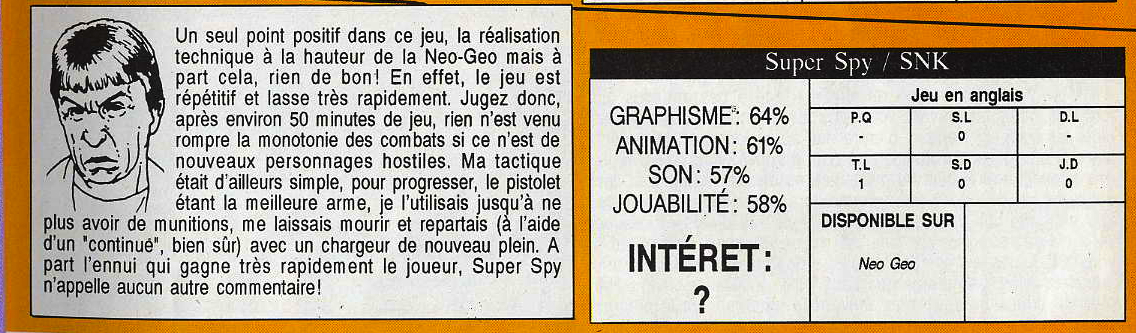 Un seul point positif dans ce jeu, la réalisation
technique à la hauteur de la Neo-Geo mais à
part cela, rien de bon! En effet, le jeu est
répétitif et lasse très rapidement. Jugez donc,
après environ 50 minutes de jeu, rien n'est venu
rompre la monotonie des combats si ce n'est de
nouveaux personnages hostiles. Ma tactique
était d'ailleurs simple, pour progresser, le pistolet
étant la meilleure arme, je l'utilisais jusqu'à ne
plus avoir de munitions, me laissais mourir et repartais (à l'aide
d'un "continué", bien sûr) avec un chargeur de nouveau plein. A
part l'ennui qui gagne très rapidement le joueur, Super Spy
n'appelle aucun autre commentaire!
Super Spy / SNK
GRAPHISME: 64%
ANIMATION: 61%
SON: 57%
JOUABILITÉ: 58%
INTÉRET:
?
Jeu en anglais
P.Q S.L D.L
- 0 -
T.L S.D J.D
1 0 0
DISPONIBLE SUR
Neo Geo